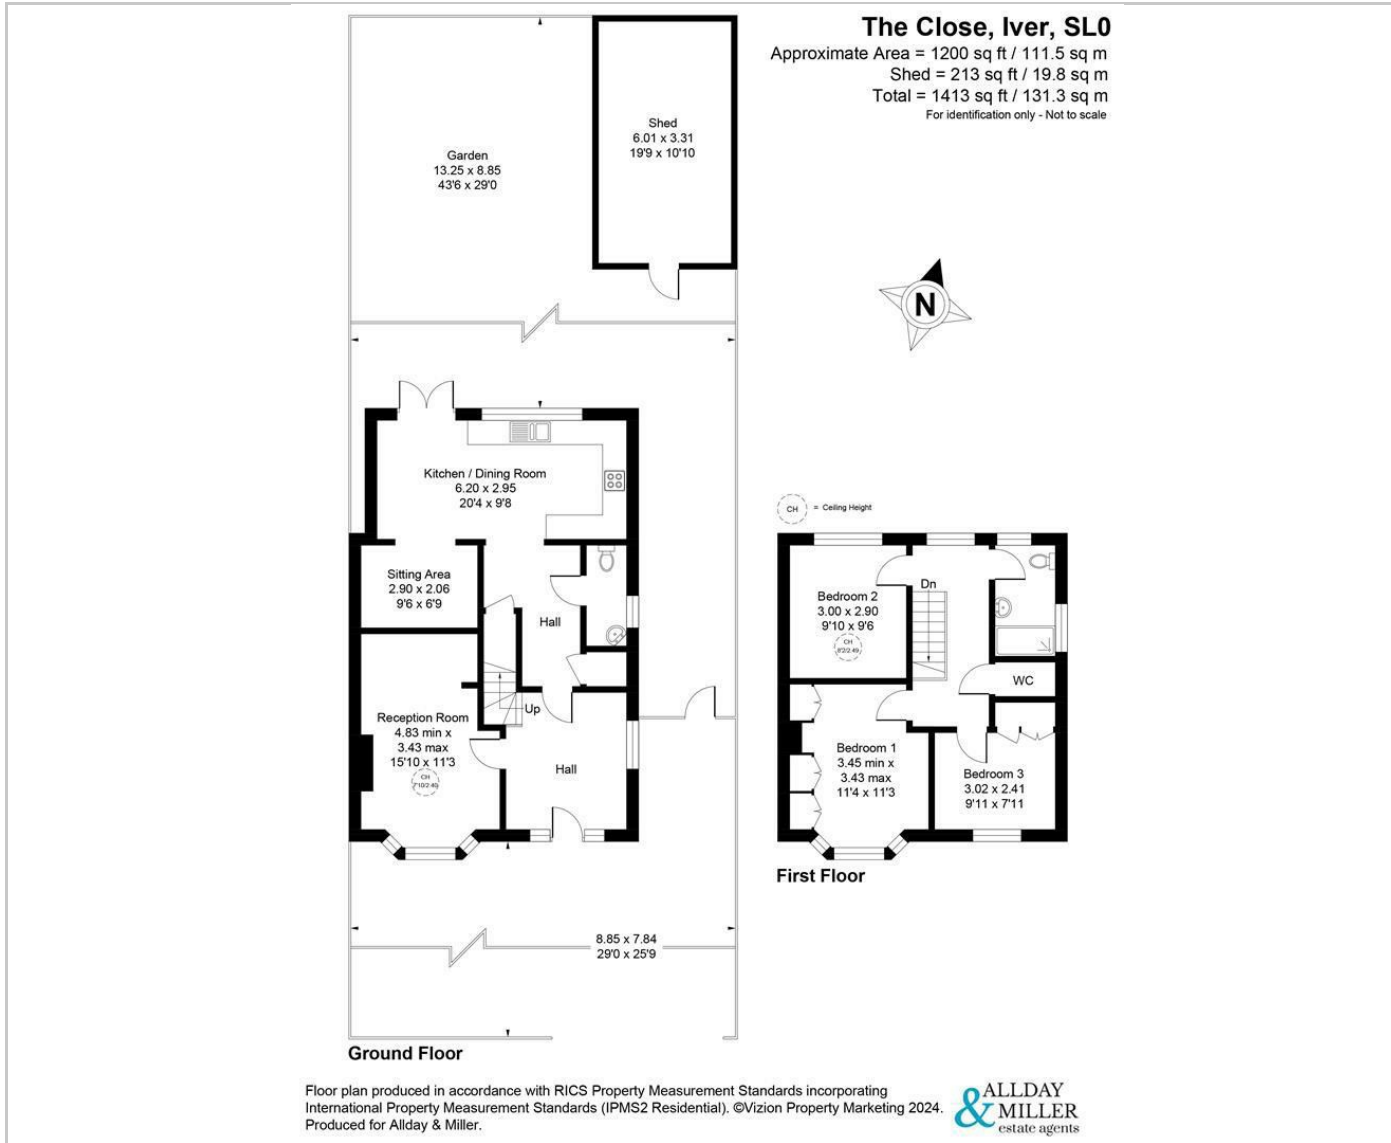 The Close, Iver, SL0
Approximate Area = 1200 sq ft / 111.5 sq m
Shed = 213 sq ft / 19.8 sq m
Total = 1413 sq ft / 131.3 sq m
For identification only - Not to scale
Shed
6.01 x 3.31
19'9 x 10'10
Garden
13.25 x 8.85
43'6 x 29'0
N
Kitchen / Dining Room
6.20 x 2.95
20'4 x 9'8
Sitting Area
2.90 x 2.06
9'6 x 6'9
Hall
Up
Reception Room
4.83 min x
3.43 max
15'10 x 11'3
CH
Hall
8.85 x 7.84
29'0 x 25'9
Ground Floor
CH = Ceiling Height
Dn
Bedroom 2
3.00 x 2.90
9'10 x 9'6
CH
8'2/2.49
WC
Bedroom 1
3.45 min x
3.43 max
11'4 x 11'3
Bedroom 3
3.02 x 2.41
9'11 x 7'11
First Floor
Floor plan produced in accordance with RICS Property Measurement Standards incorporating
International Property Measurement Standards (IPMS2 Residential). ©Vizion Property Marketing 2024.
Produced for Allday & Miller.
ALLDAY
& MILLER
estate agents